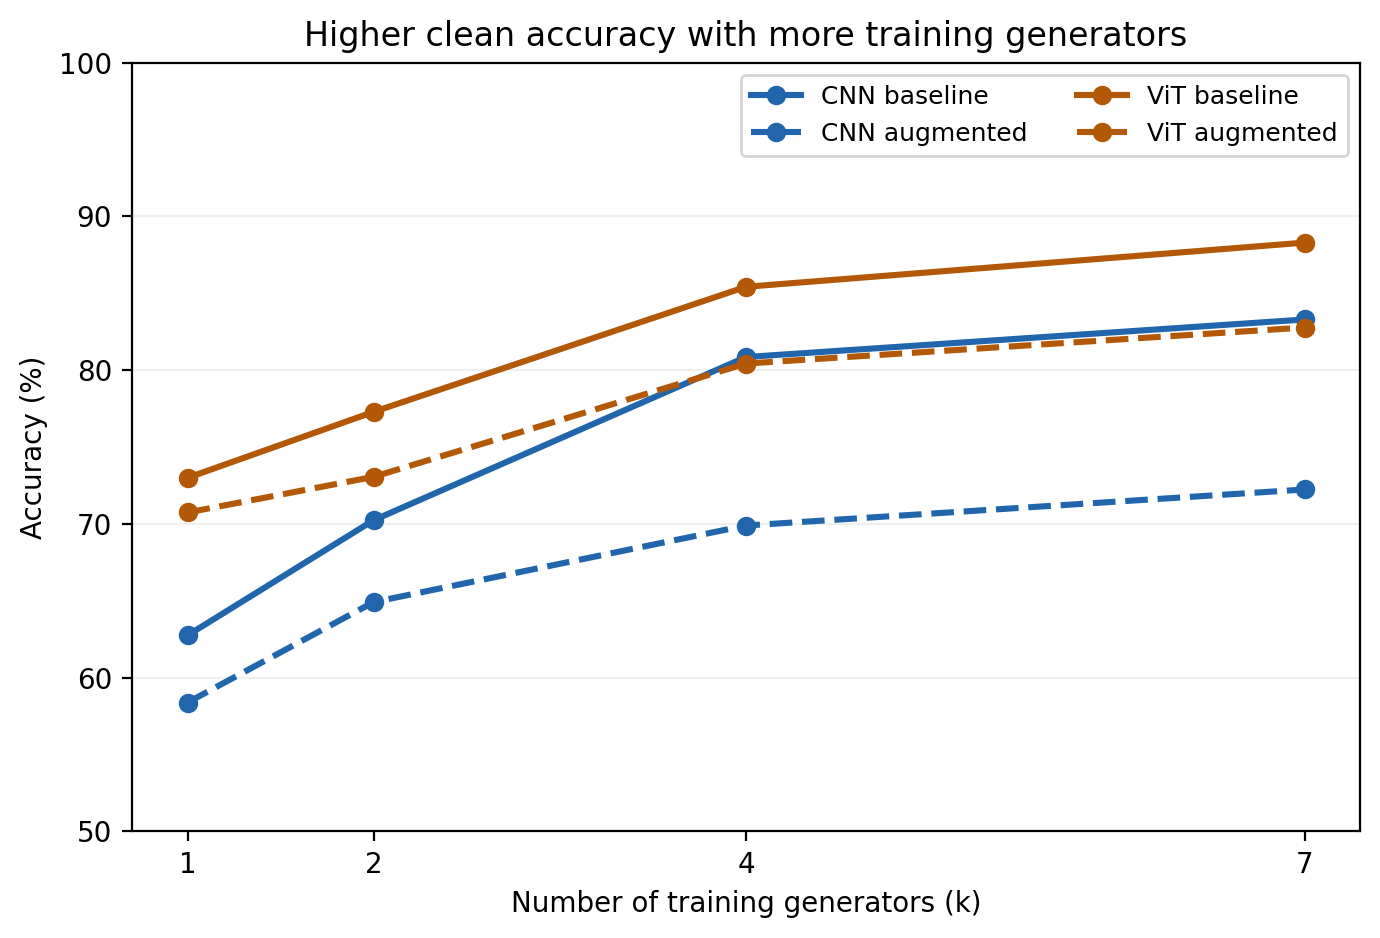 Higher clean accuracy with more training generators
CNN baseline
CNN augmented
ViT baseline
ViT augmented
100
90
80
70
60
50
Accuracy (%)
1 2 4 7
Number of training generators (k)